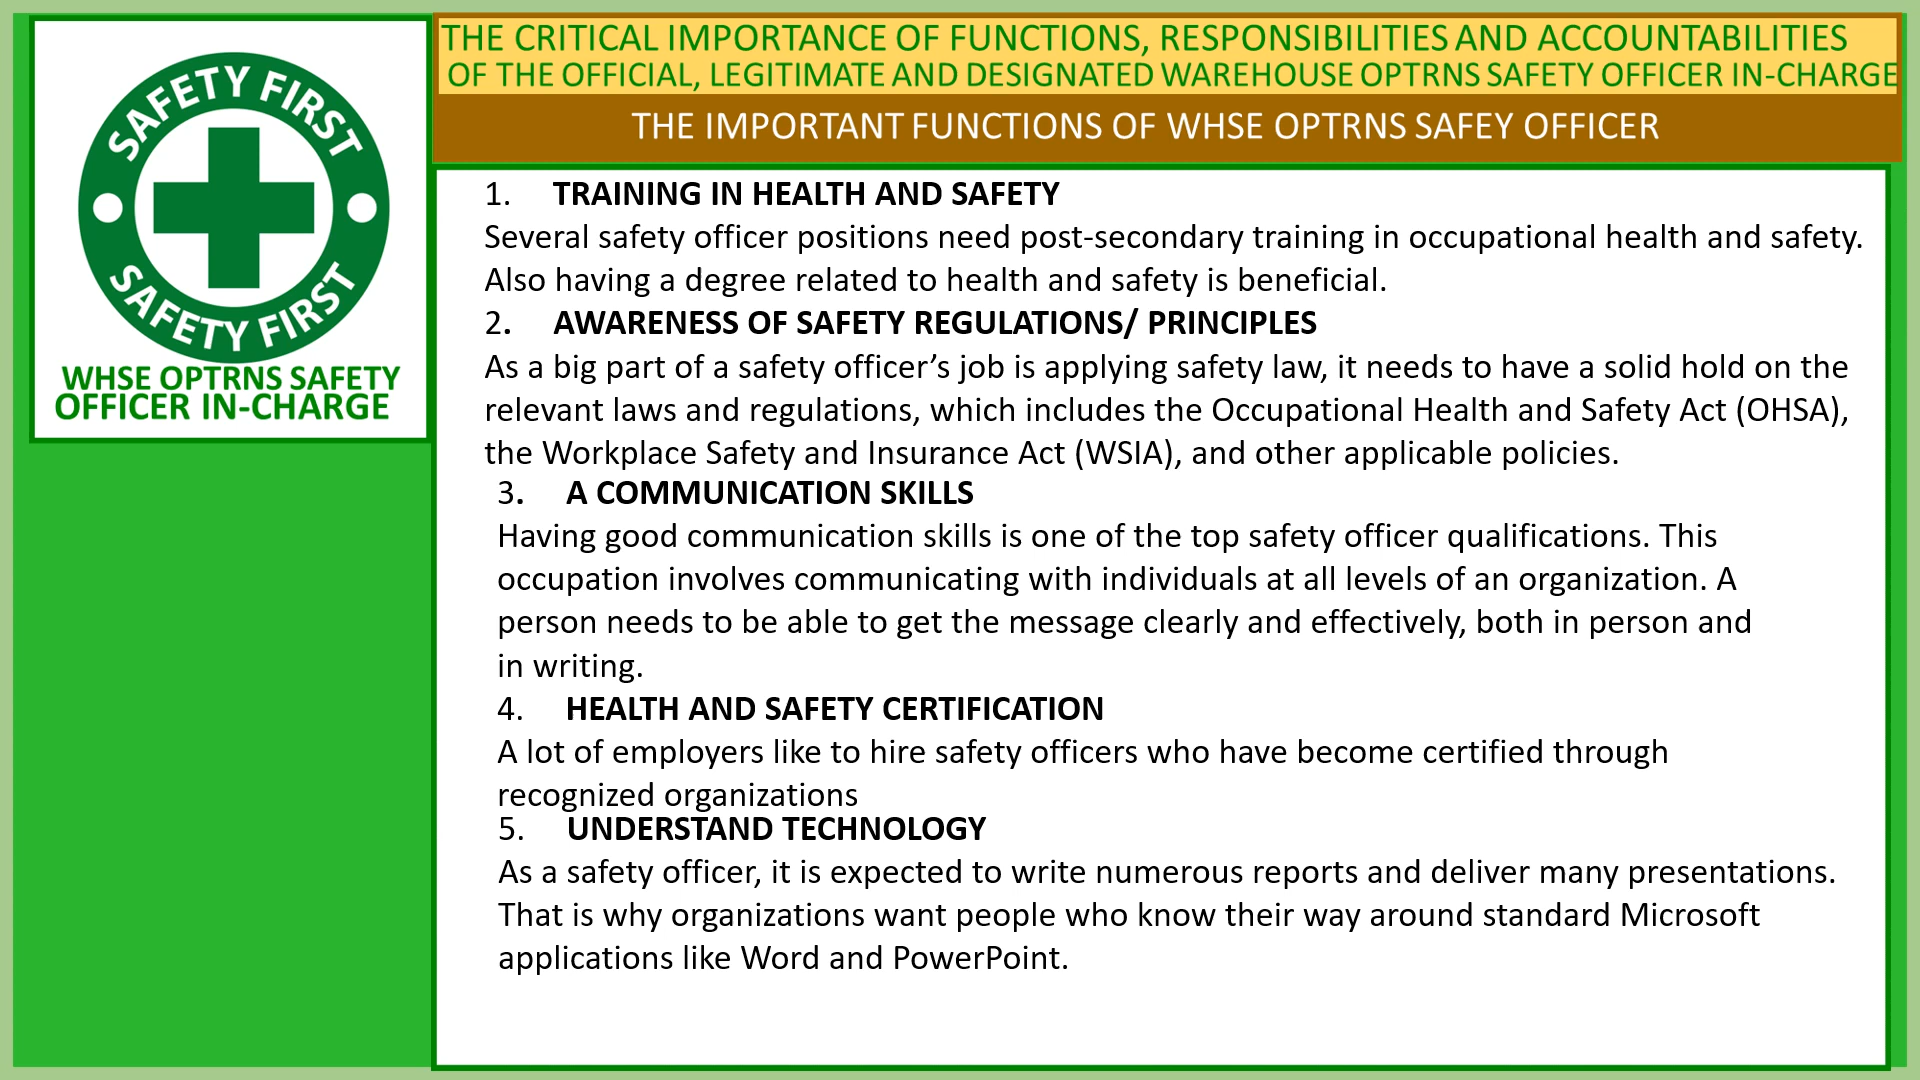 SAFETY FIRST
SAFETY FIRST
WHSE OPTRNS SAFETY
OFFICER IN-CHARGE
THE CRITICAL IMPORTANCE OF FUNCTIONS, RESPONSIBILITIES AND ACCOUNTABILITIES
OF THE OFFICIAL, LEGITIMATE AND DESIGNATED WAREHOUSE OPTRNS SAFETY OFFICER IN-CHARGE
THE IMPORTANT FUNCTIONS OF WHSE OPTRNS SAFEY OFFICER
1. TRAINING IN HEALTH AND SAFETY
Several safety officer positions need post-secondary training in occupational health and safety.
Also having a degree related to health and safety is beneficial.
2. AWARENESS OF SAFETY REGULATIONS/ PRINCIPLES
As a big part of a safety officer’s job is applying safety law, it needs to have a solid hold on the
relevant laws and regulations, which includes the Occupational Health and Safety Act (OHSA),
the Workplace Safety and Insurance Act (WSIA), and other applicable policies.
3. A COMMUNICATION SKILLS
Having good communication skills is one of the top safety officer qualifications. This
occupation involves communicating with individuals at all levels of an organization. A
person needs to be able to get the message clearly and effectively, both in person and
in writing.
4. HEALTH AND SAFETY CERTIFICATION
A lot of employers like to hire safety officers who have become certified through
recognized organizations
5. UNDERSTAND TECHNOLOGY
As a safety officer, it is expected to write numerous reports and deliver many presentations.
That is why organizations want people who know their way around standard Microsoft
applications like Word and PowerPoint.